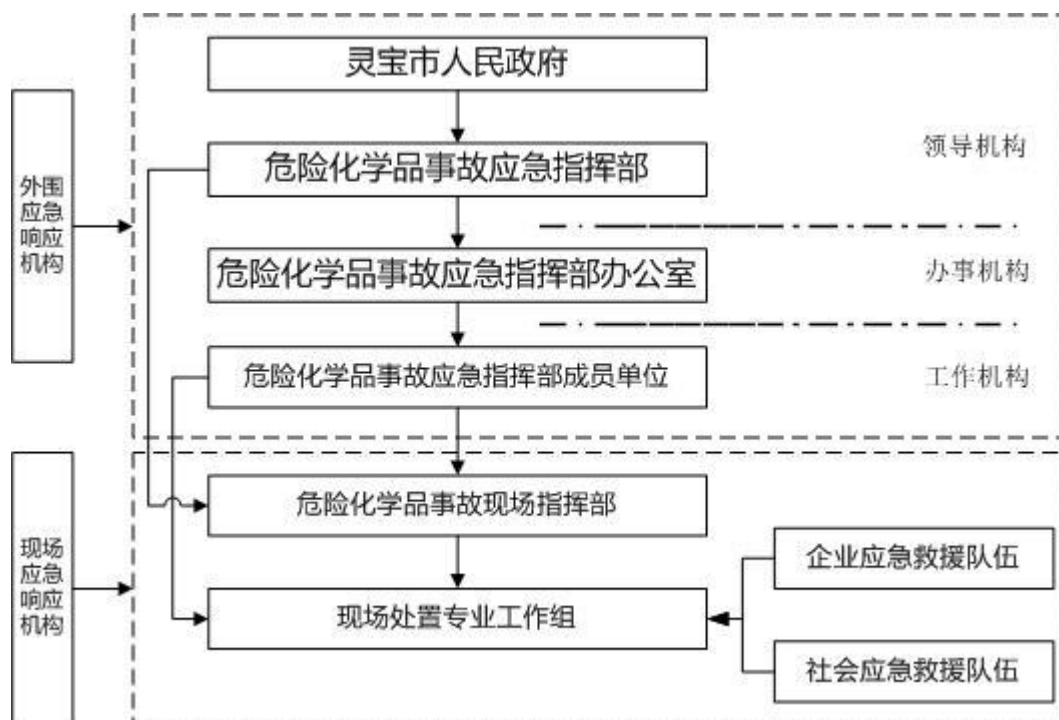 灵宝市人民政府
领导机构
危险化学品事故应急指挥部
外围
应急
响应
机构
危险化学品事故应急指挥部办公室
办事机构
危险化学品事故应急指挥部成员单位
工作机构
危险化学品事故现场指挥部
现场
应急
响应
机构
企业应急救援队伍
现场处置专业工作组
社会应急救援队伍